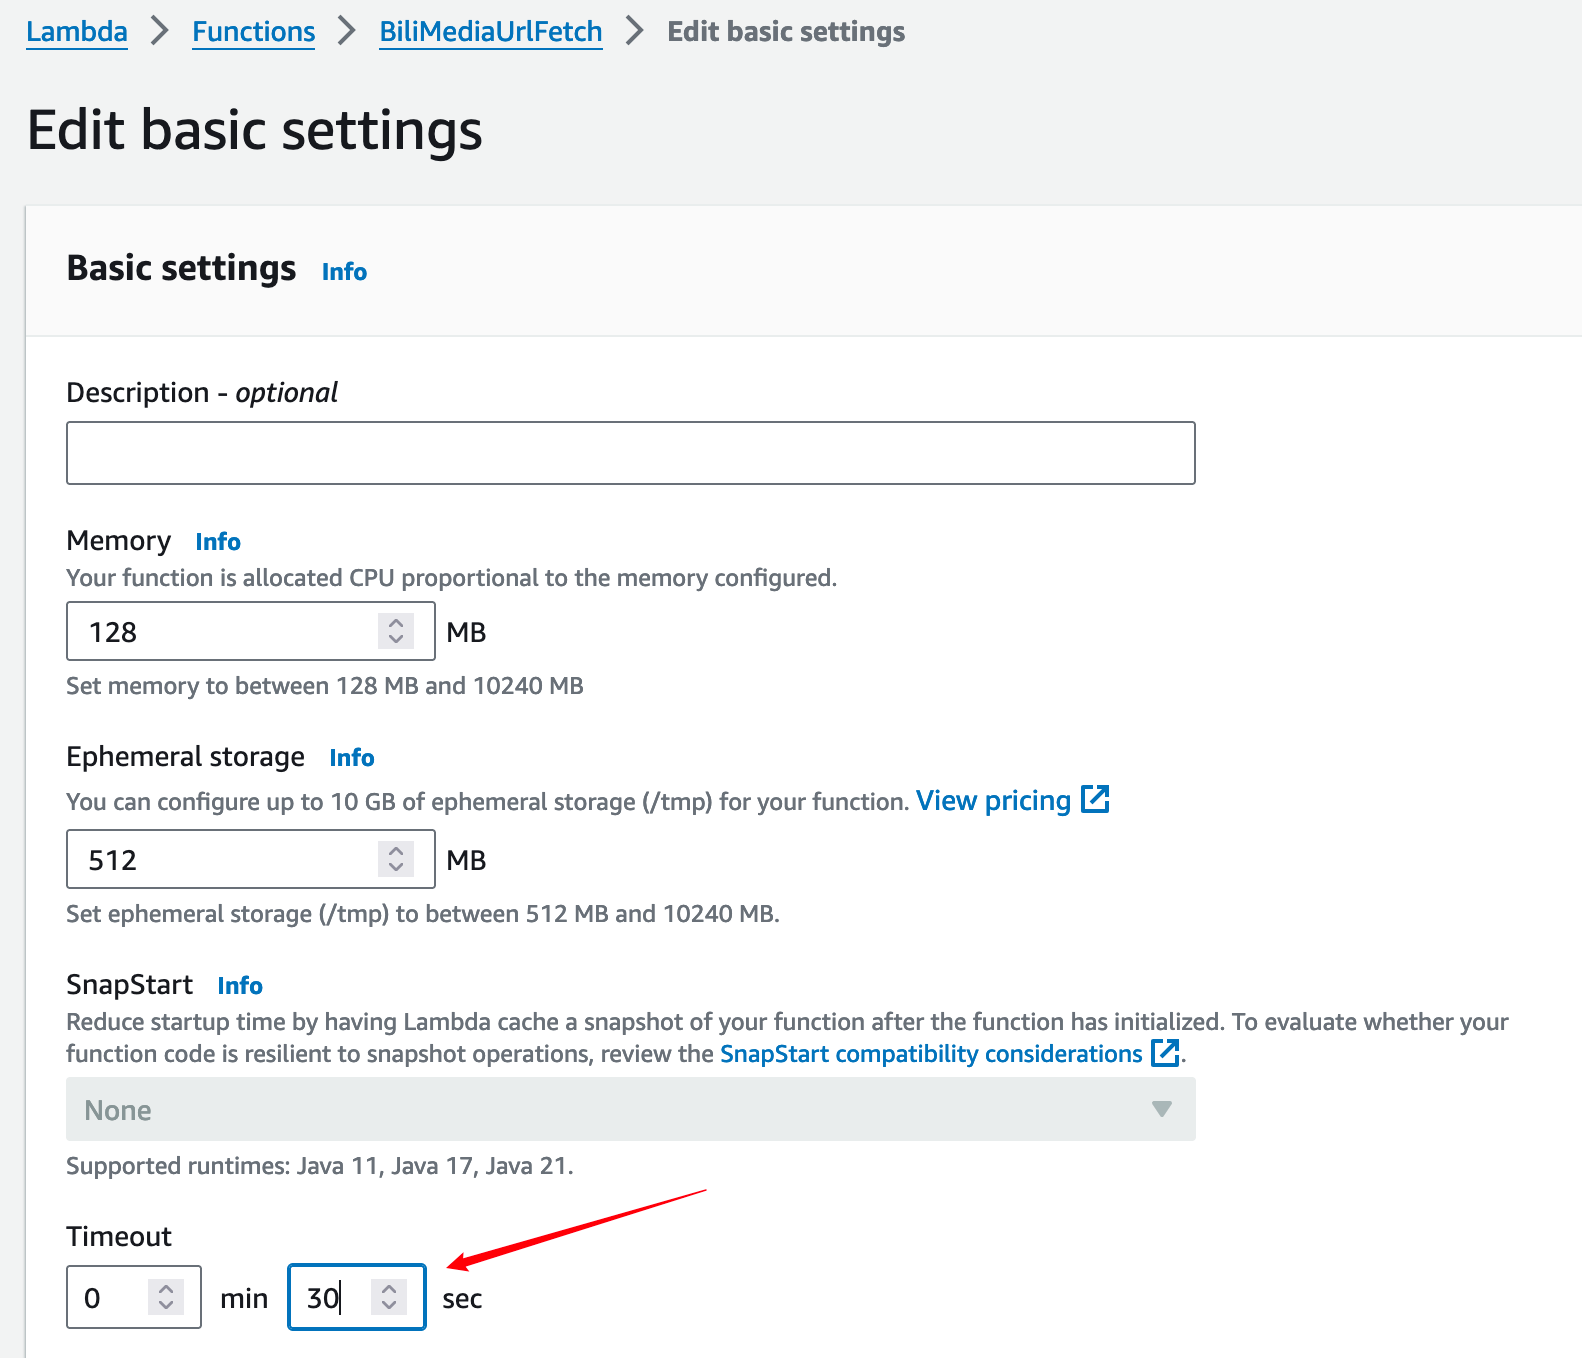 Lambda > Functions > BiliMediaUrlFetch > Edit basic settings
Edit basic settings
Basic settings Info
Description - optional
Memory Info
Your function is allocated CPU proportional to the memory configured.
128 MB
Set memory to between 128 MB and 10240 MB
Ephemeral storage Info
You can configure up to 10 GB of ephemeral storage (/tmp) for your function. View pricing
512 MB
Set ephemeral storage (/tmp) to between 512 MB and 10240 MB.
SnapStart Info
Reduce startup time by having Lambda cache a snapshot of your function after the function has initialized. To evaluate whether your
function code is resilient to snapshot operations, review the SnapStart compatibility considerations.
None
Supported runtimes: Java 11, Java 17, Java 21.
Timeout
0 min 30 sec